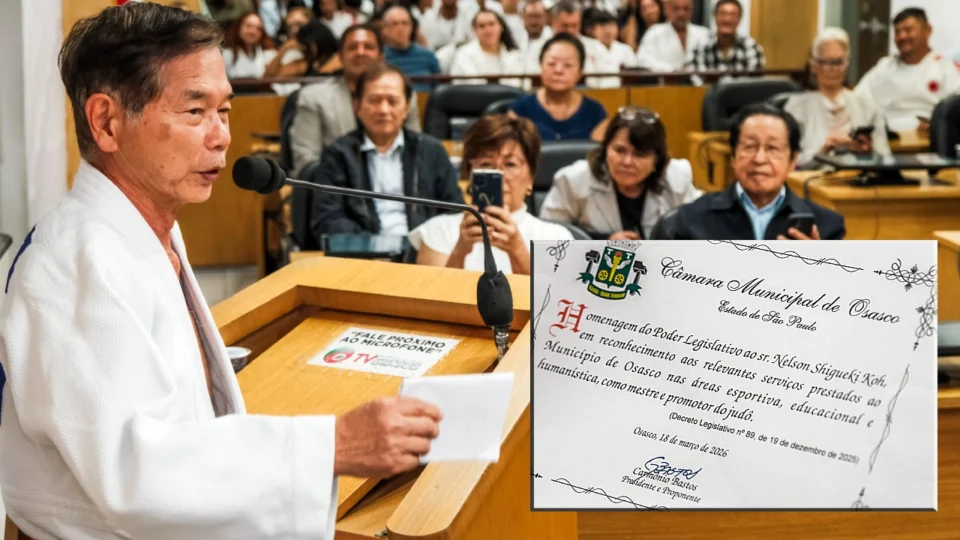 "FALE PRÓXIMO
AO MICROFONE"
TV
Câmara Municipal de Osasco
Estado de São Paulo
Homenagem do Poder Legislativo ao sr. Nelson Shigueki Koh,
em reconhecimento aos relevantes serviços prestados ao
Município de Osasco nas áreas esportiva, educacional e
humanística, como mestre e promotor do judô.
(Decreto Legislativo nº 89, de 19 de dezembro de 2025)
Osasco, 18 de março de 2026
Carmônio Bastos
Presidente e Proponente